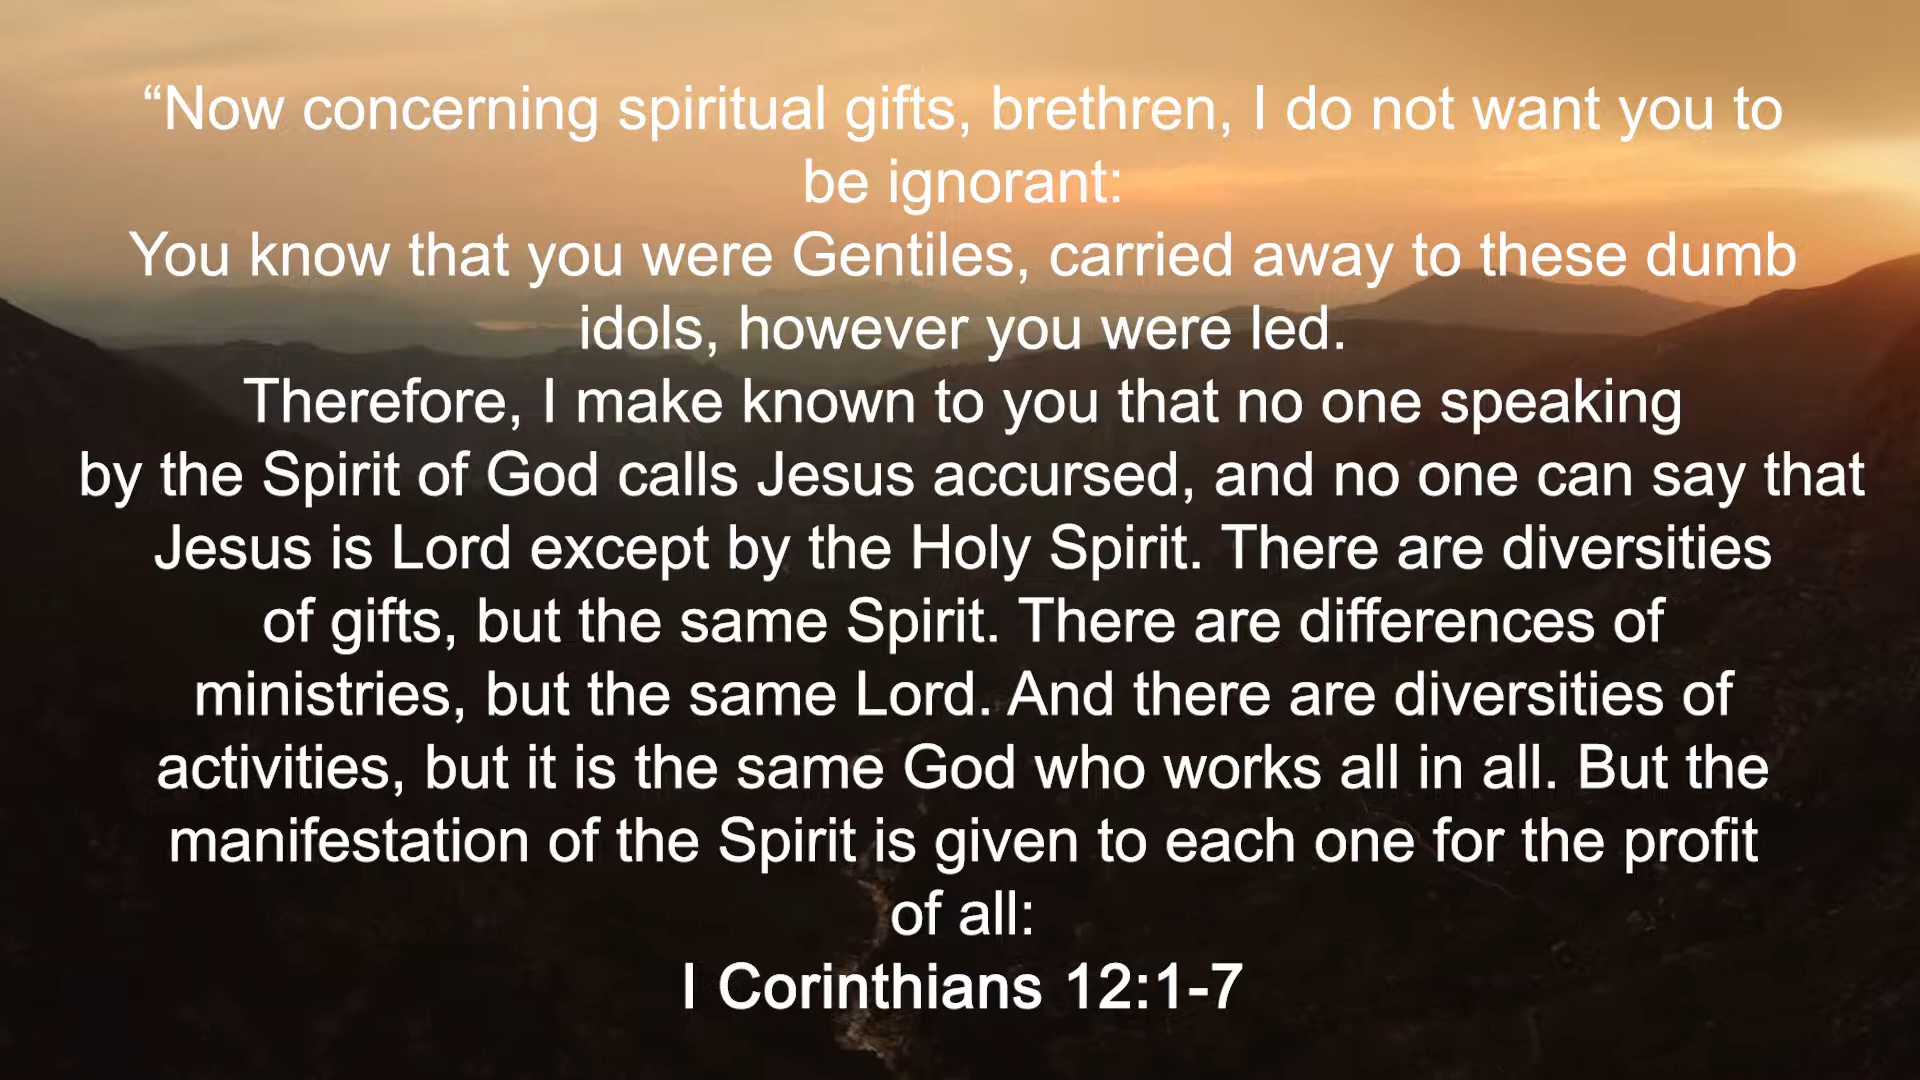 “Now concerning spiritual gifts, brethren, I do not want you to
be ignorant:
You know that you were Gentiles, carried away to these dumb
idols, however you were led.
Therefore, I make known to you that no one speaking
by the Spirit of God calls Jesus accursed, and no one can say that
Jesus is Lord except by the Holy Spirit. There are diversities
of gifts, but the same Spirit. There are differences of
ministries, but the same Lord. And there are diversities of
activities, but it is the same God who works all in all. But the
manifestation of the Spirit is given to each one for the profit
of all:
I Corinthians 12:1-7